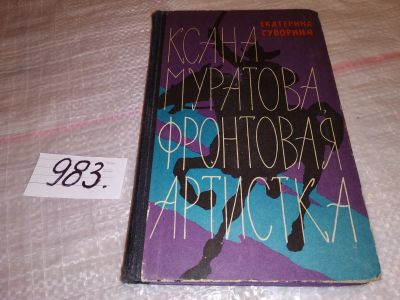 ЕКАТЕРИНА
СУВОРИНА
КСАНА
МУРАТОВА,
ФРОНТОВАЯ
АРТИСТКА
983.